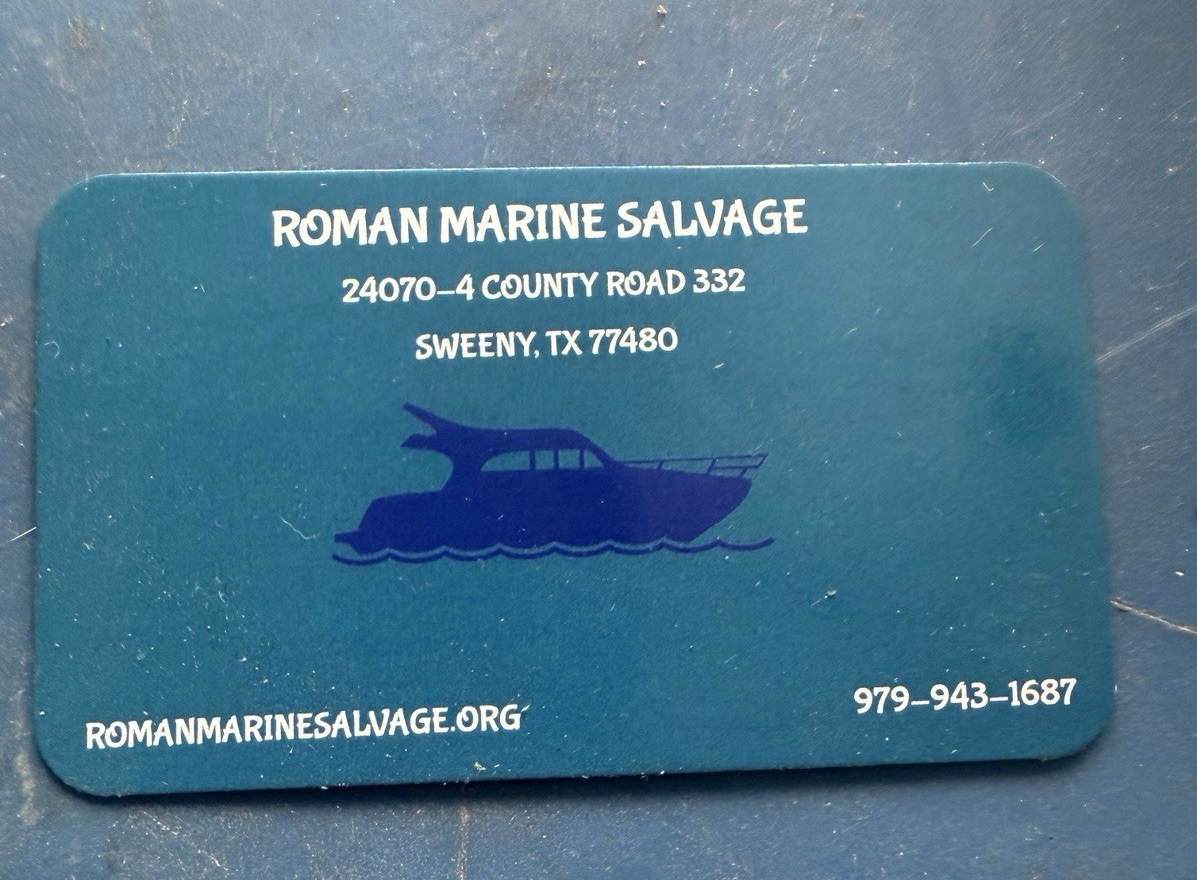 ROMAN MARINE SALVAGE
24070-4 COUNTY ROAD 332
SWEENY, TX 77480
ROMANMARINESALVAGE.ORG
979-943-1687